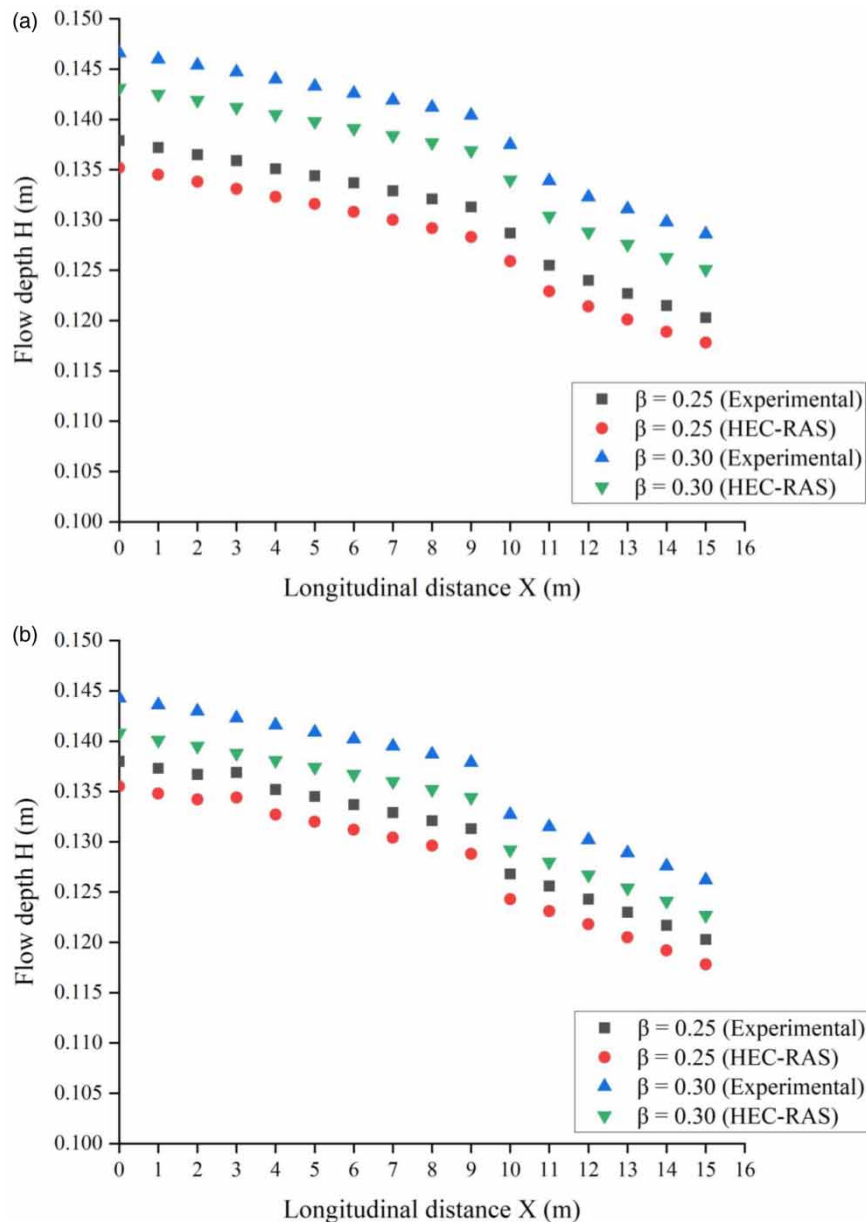 (a)
0.150
0.145
0.140
0.135
0.130
0.125
0.120
0.115
0.110
0.105
0.100
Flow depth H (m)
β = 0.25 (Experimental)
β = 0.25 (HEC-RAS)
β = 0.30 (Experimental)
β = 0.30 (HEC-RAS)
0 1 2 3 4 5 6 7 8 9 10 11 12 13 14 15 16
Longitudinal distance X (m)
(b)
0.150
0.145
0.140
0.135
0.130
0.125
0.120
0.115
0.110
0.105
0.100
Flow depth H (m)
β = 0.25 (Experimental)
β = 0.25 (HEC-RAS)
β = 0.30 (Experimental)
β = 0.30 (HEC-RAS)
0 1 2 3 4 5 6 7 8 9 10 11 12 13 14 15 16
Longitudinal distance X (m)